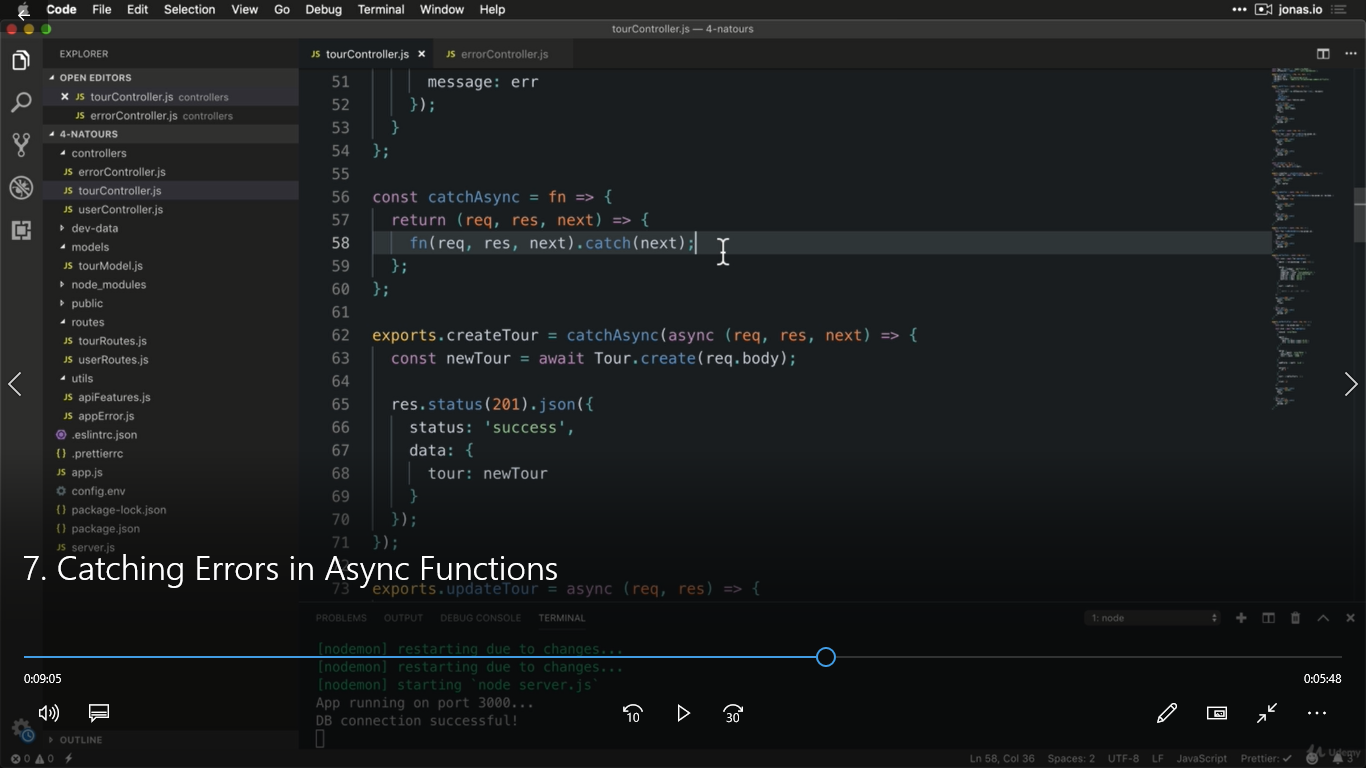 Code File Edit Selection View Go Debug Terminal Window Help
jonas.io
tourController.js — 4-natours
EXPLORER
OPEN EDITORS
JS tourController.js controllers
JS errorController.js controllers
4-NATOURS
controllers
JS errorController.js
JS tourController.js
JS userController.js
dev-data
models
JS tourModel.js
node_modules
public
routes
JS tourRoutes.js
JS userRoutes.js
utils
JS apiFeatures.js
JS appError.js
.eslintrc.json
{} .prettierrc
JS app.js
config.env
{} package-lock.json
{} package.json
JS server.js
OUTLINE
JS tourController.js
JS errorController.js
51 message: err
52 });
53 }
54 };
55
56 const catchAsync = fn => {
57 return (req, res, next) => {
58 fn(req, res, next).catch(next);
59 };
60 };
61
62 exports.createTour = catchAsync(async (req, res, next) => {
63 const newTour = await Tour.create(req.body);
64
65 res.status(201).json({
66 status: 'success',
67 data: {
68 tour: newTour
69 }
70 });
71 });
73 exports.updateTour = async (req, res) => {
7. Catching Errors in Async Functions
PROBLEMS OUTPUT DEBUG CONSOLE TERMINAL
1: node
[nodemon] restarting due to changes...
[nodemon] restarting due to changes...
[nodemon] starting `node server.js`
App running on port 3000...
DB connection successful!
0:09:05
0:05:48
10
30
0 0
Ln 58, Col 36 Spaces: 2 UTF-8 LF JavaScript Prettier: ✓ 3
Udemy